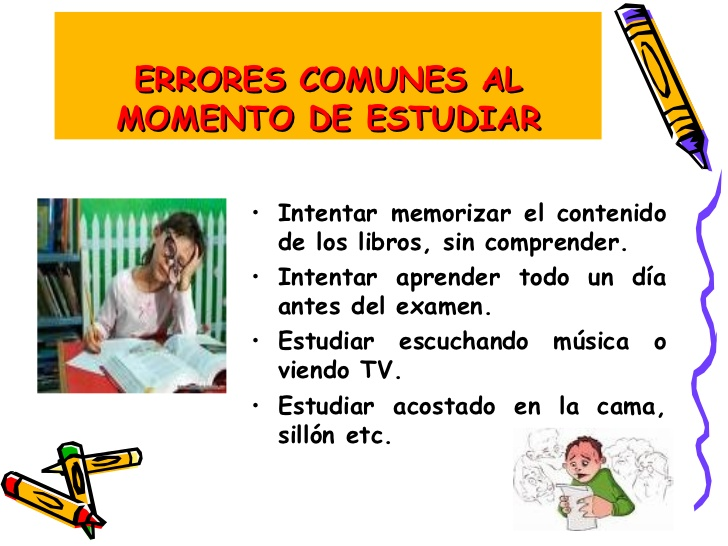 ERRORES COMUNES AL
MOMENTO DE ESTUDIAR
• Intentar memorizar el contenido
de los libros, sin comprender.
• Intentar aprender todo un día
antes del examen.
• Estudiar escuchando música o
viendo TV.
• Estudiar acostado en la cama,
sillón etc.